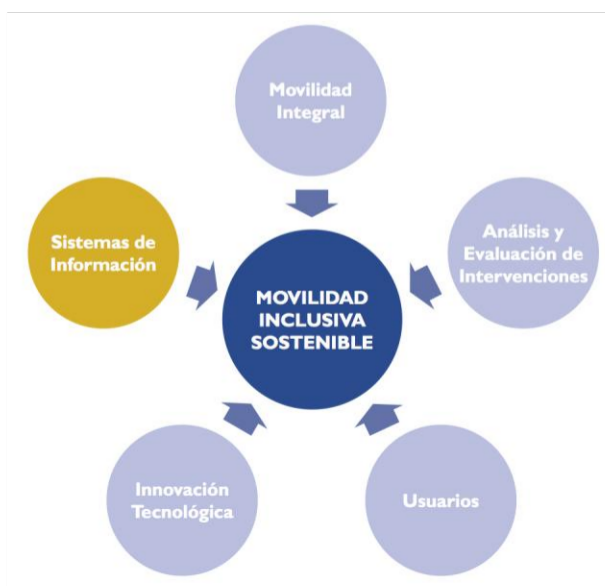 Movilidad
Integral
Sistemas de
Información
Análisis y
Evaluación de
Intervenciones
MOVILIDAD
INCLUSIVA
SOSTENIBLE
Innovación
Tecnológica
Usuarios